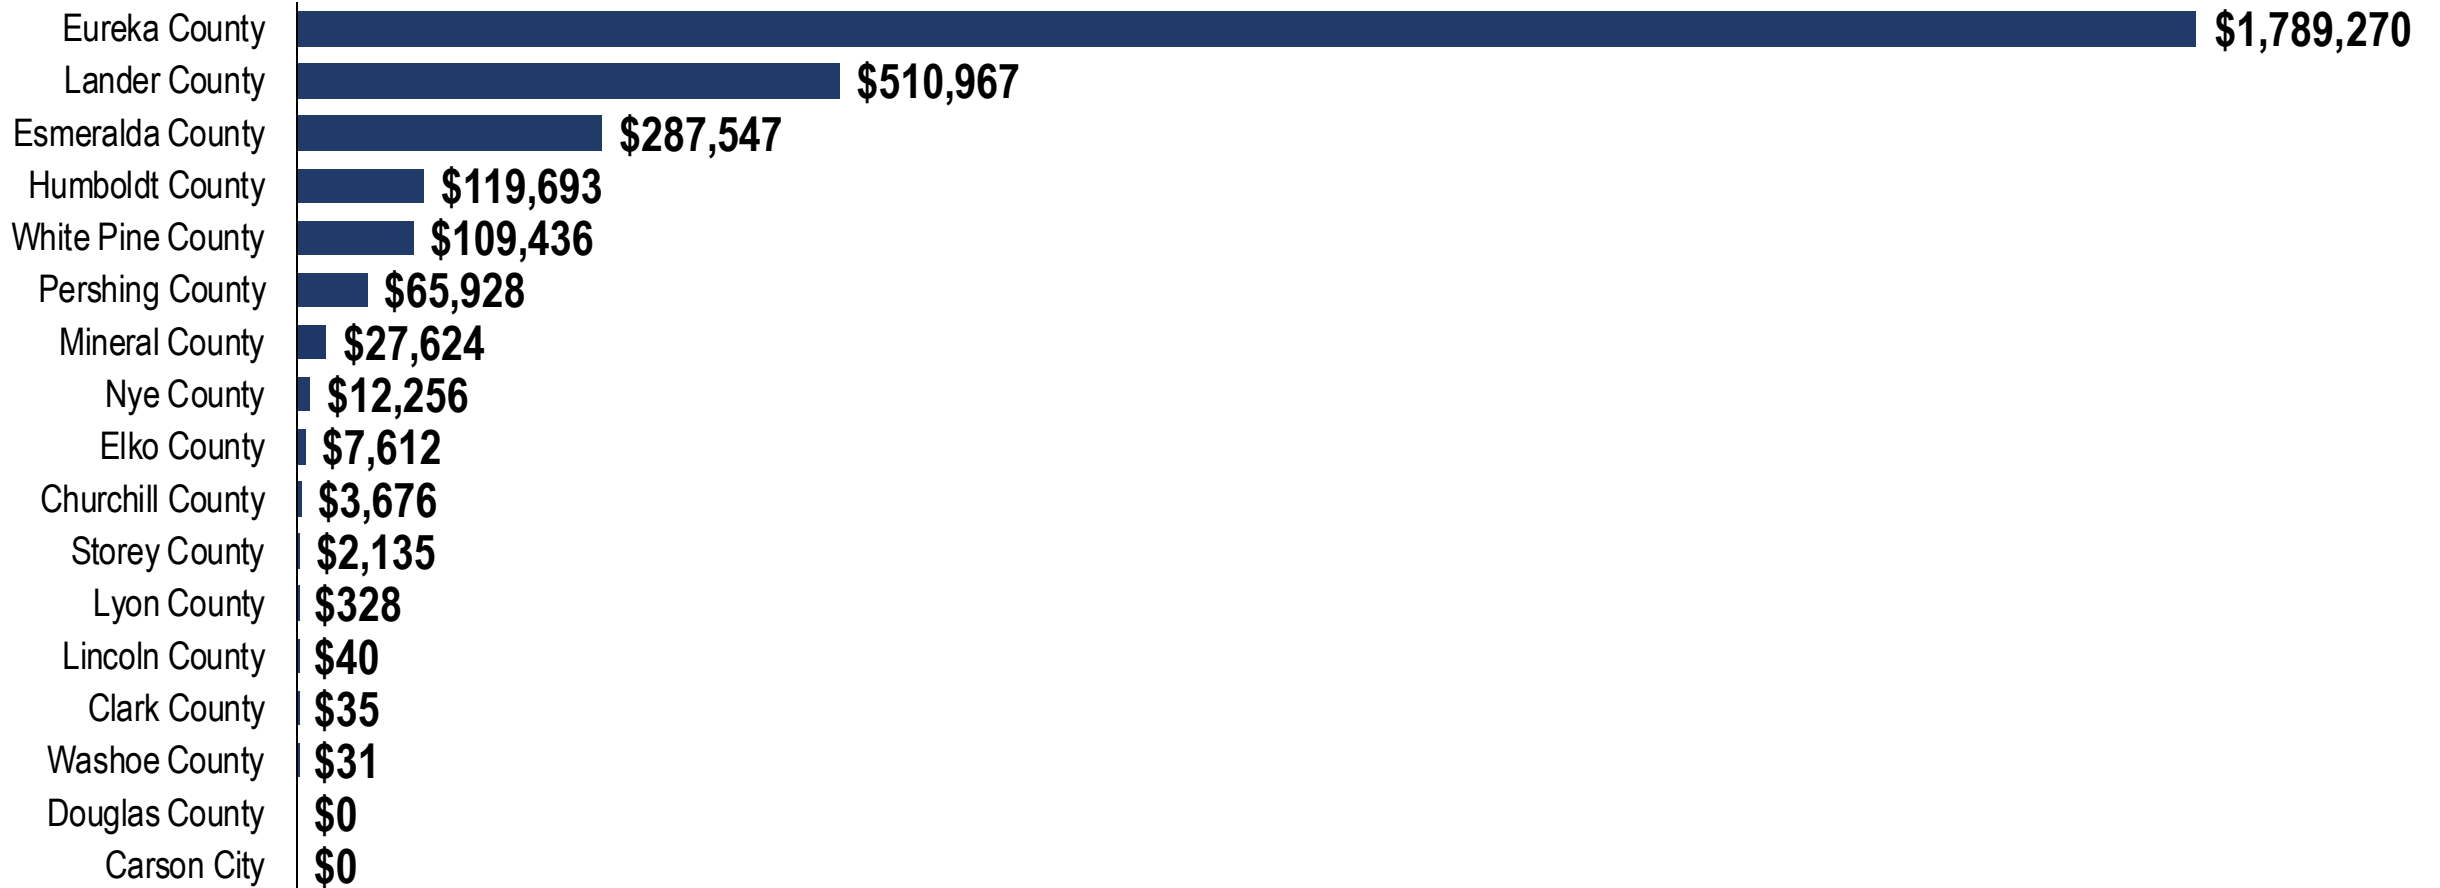 Eureka County $1,789,270
Lander County $510,967
Esmeralda County $287,547
Humboldt County $119,693
White Pine County $109,436
Pershing County $65,928
Mineral County $27,624
Nye County $12,256
Elko County $7,612
Churchill County $3,676
Storey County $2,135
Lyon County $328
Lincoln County $40
Clark County $35
Washoe County $31
Douglas County $0
Carson City $0